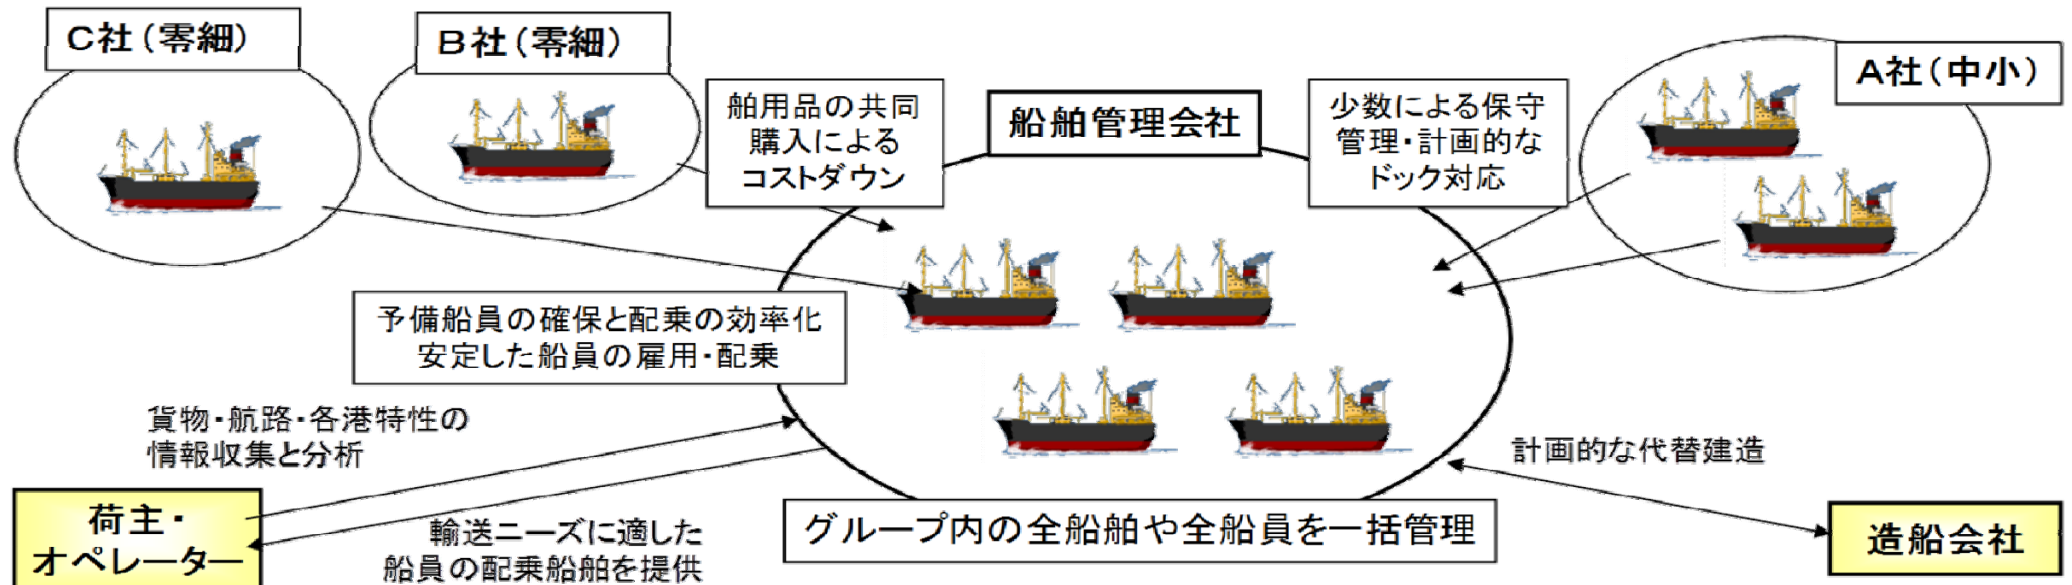 C社(零細)
B社(零細)
舶用品の共同
購入による
コストダウン
船舶管理会社
少数による保守
管理・計画的な
ドック対応
A社(中小)
予備船員の確保と配乗の効率化
安定した船員の雇用・配乗
貨物・航路・各港特性の
情報収集と分析
計画的な代替建造
荷主・
オペレーター
輸送ニーズに適した
船員の配乗船舶を提供
グループ内の全船舶や全船員を一括管理
造船会社